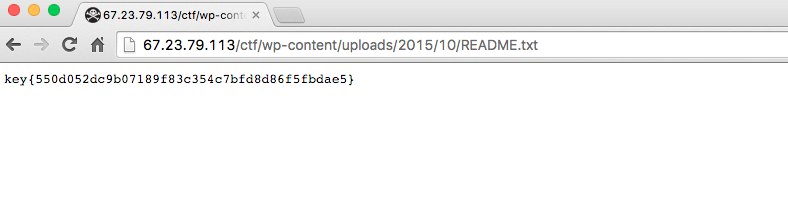 67.23.79.113/ctf/wp-cont
67.23.79.113/ctf/wp-content/uploads/2015/10/README.txt
key{550d052dc9b07189f83c354c7bfd8d86f5fbdae5}